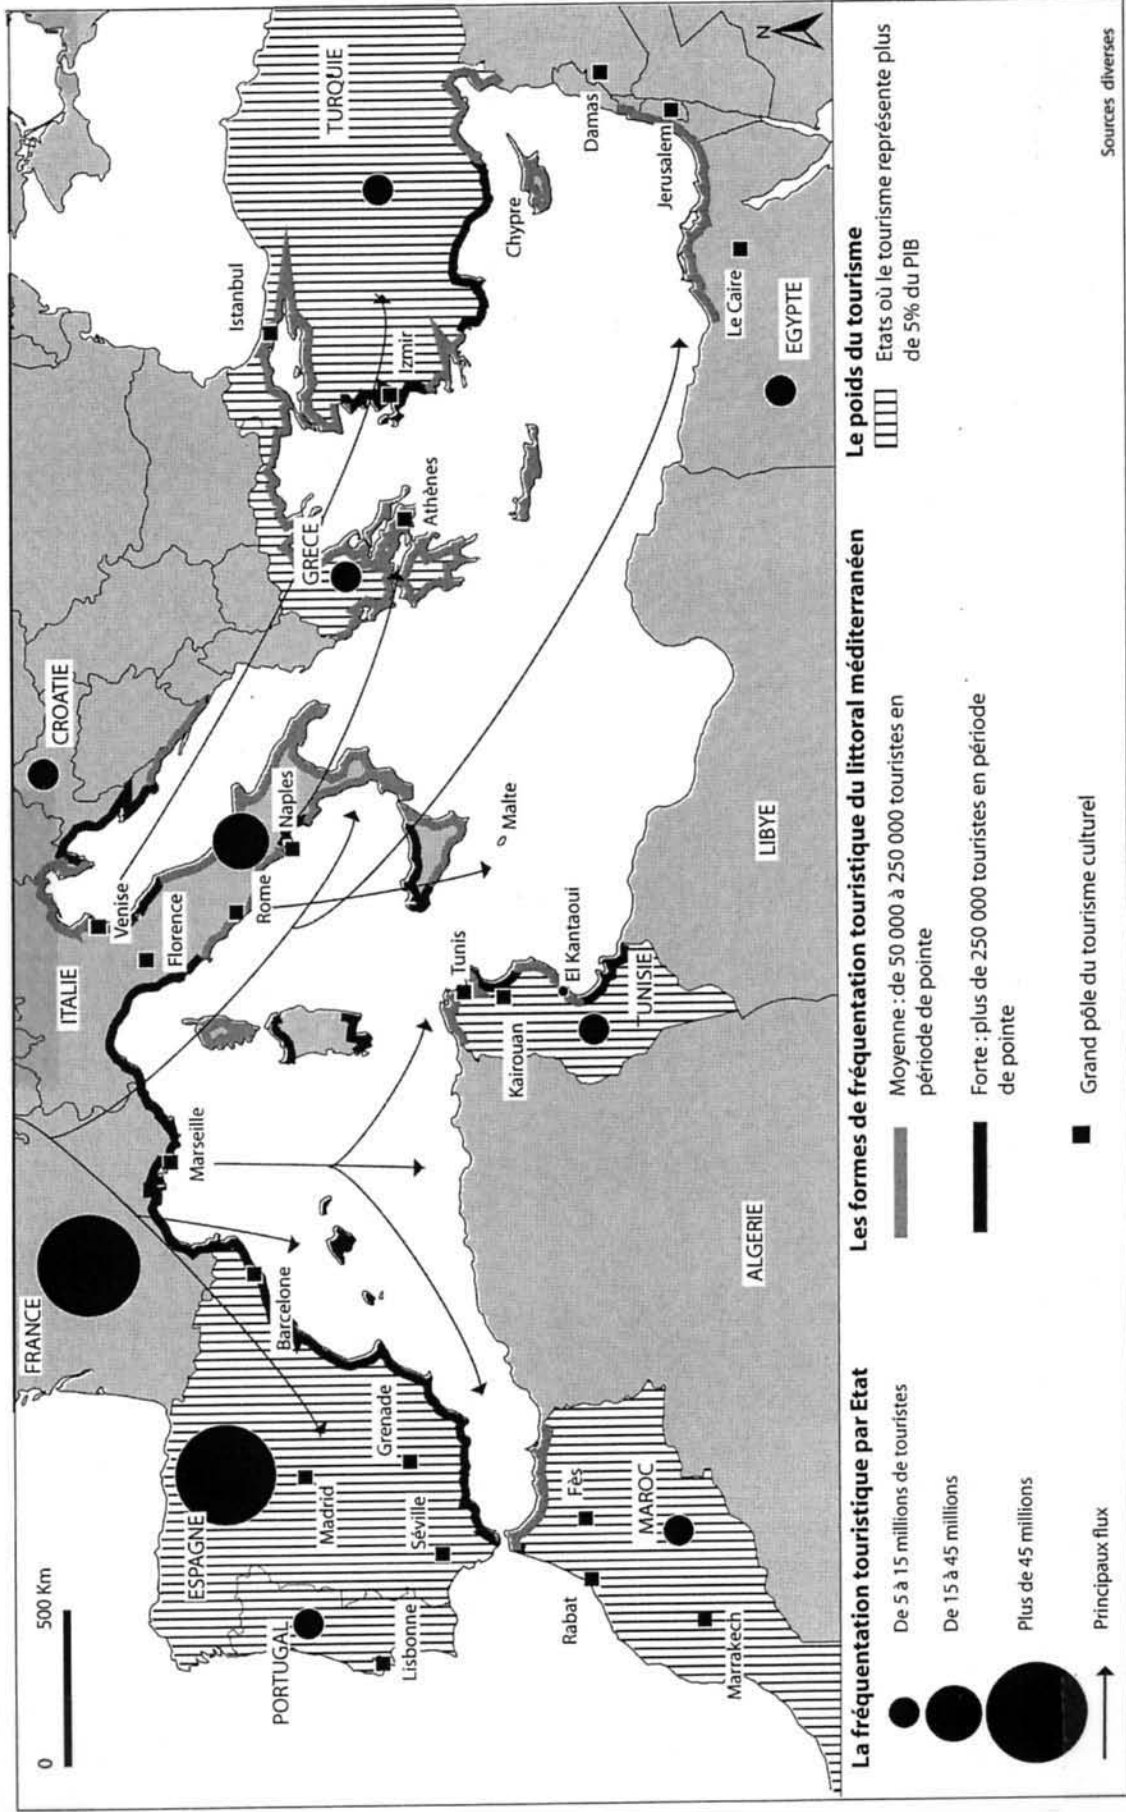 0 500 Km
N
FRANCE
ITALIE
CROATIE
TURQUIE
ESPAGNE
PORTUGAL
GRECE
Marseille
Barcelone
Madrid
Grenade
Séville
Lisbonne
Venise
Florence
Rome
Naples
Malte
Istanbul
Izmir
Athènes
Chypre
Damas
Jerusalem
Le Caire
EGYPTE
LIBYE
Tunis
El Kantaoui
Kairouan
TUNISIE
ALGERIE
Rabat
Fès
MAROC
Marrakech
La fréquentation touristique par Etat
De 5 à 15 millions de touristes
De 15 à 45 millions
Plus de 45 millions
Principaux flux
Les formes de fréquentation touristique du littoral méditerranéen
Moyenne : de 50 000 à 250 000 touristes en
période de pointe
Forte : plus de 250 000 touristes en période
de pointe
Grand pôle du tourisme culturel
Le poids du tourisme
Etats où le tourisme représente plus
de 5% du PIB
Sources diverses